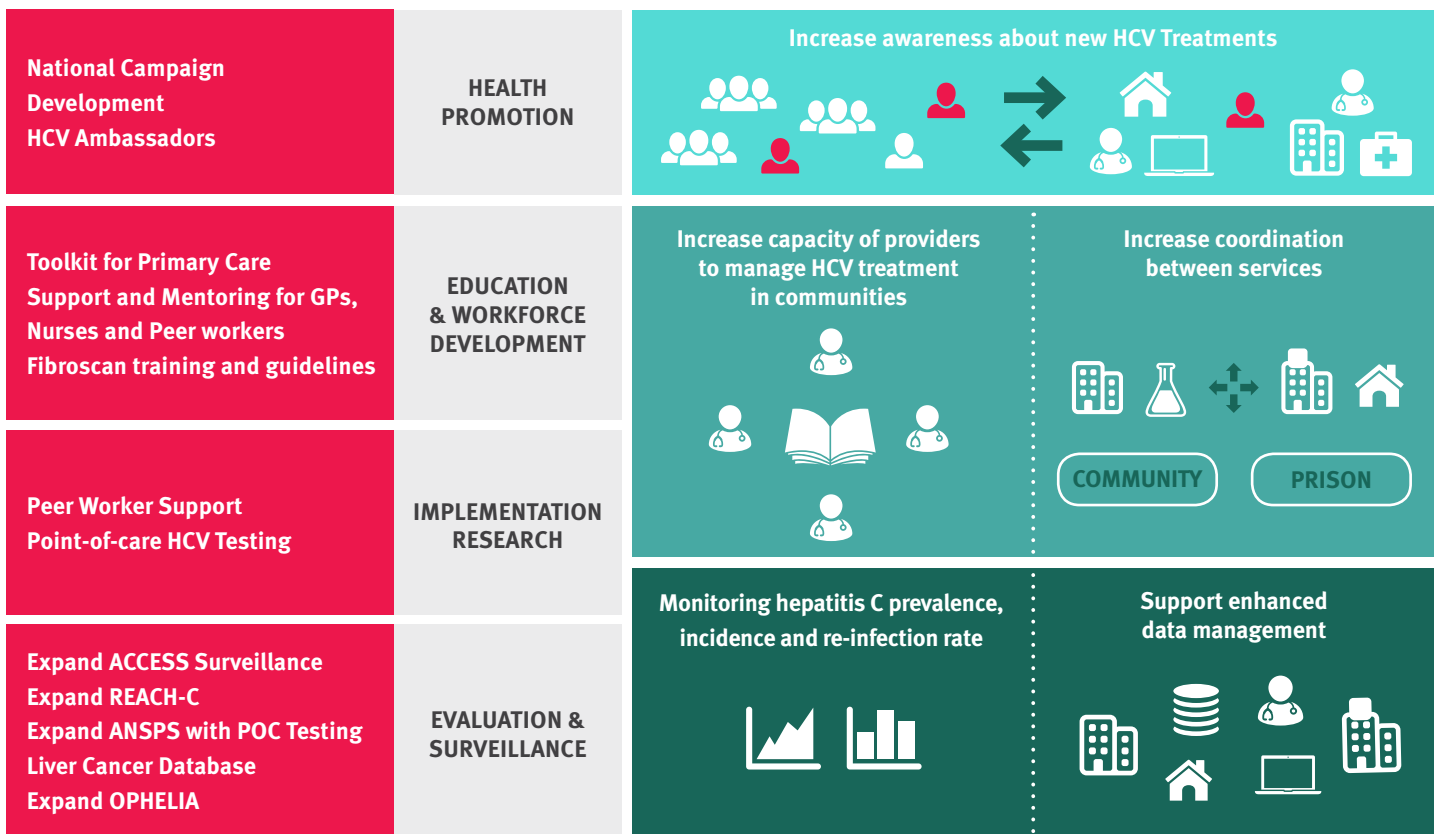 National Campaign
Development
HCV Ambassadors
HEALTH
PROMOTION
Increase awareness about new HCV Treatments
Toolkit for Primary Care
Support and Mentoring for GPs,
Nurses and Peer workers
Fibroscan training and guidelines
EDUCATION
& WORKFORCE
DEVELOPMENT
Increase capacity of providers
to manage HCV treatment
in communities
Increase coordination
between services
COMMUNITY
PRISON
Peer Worker Support
Point-of-care HCV Testing
IMPLEMENTATION
RESEARCH
Expand ACCESS Surveillance
Expand REACH-C
Expand ANSPS with POC Testing
Liver Cancer Database
Expand OPHELIA
EVALUATION &
SURVEILLANCE
Monitoring hepatitis C prevalence,
incidence and re-infection rate
Support enhanced
data management